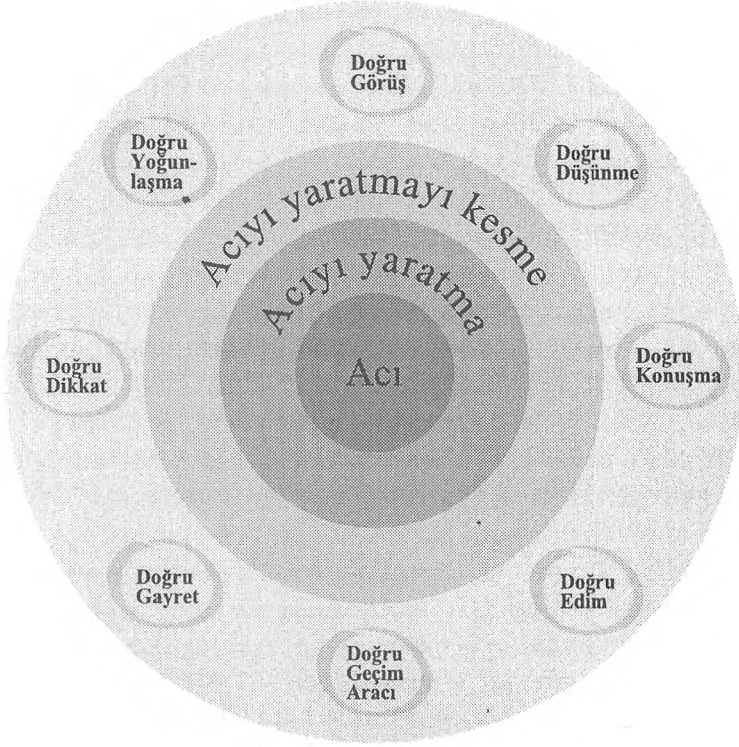 Doğru
Görüş
Doğru
Düşünme
Doğru
Konuşma
Doğru
Edim
Doğru
Geçim
Aracı
Doğru
Gayret
Doğru
Dikkat
Doğru
Yoğun-
laşma
Acıyı yaratmayı kesme
Acıyı yaratma
Acı